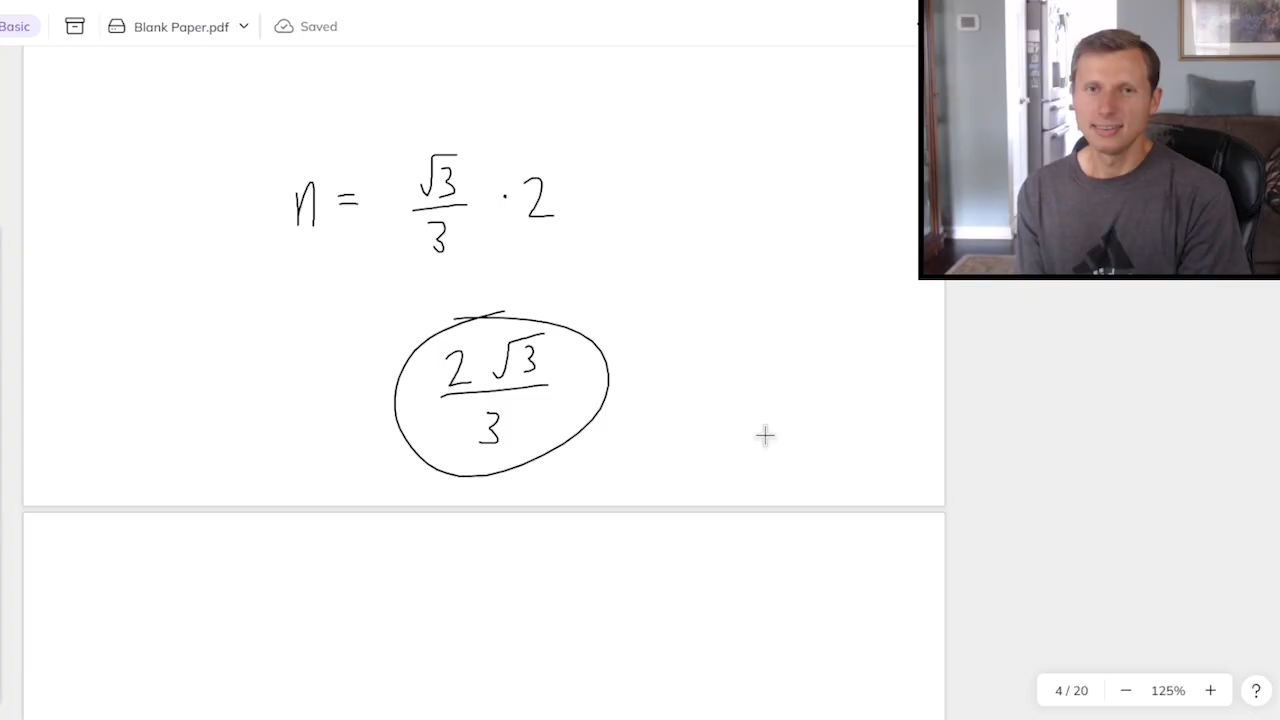 Basic Blank Paper.pdf Saved
n = √3/3 · 2
2√3/3
4 / 20 − 125% + ?